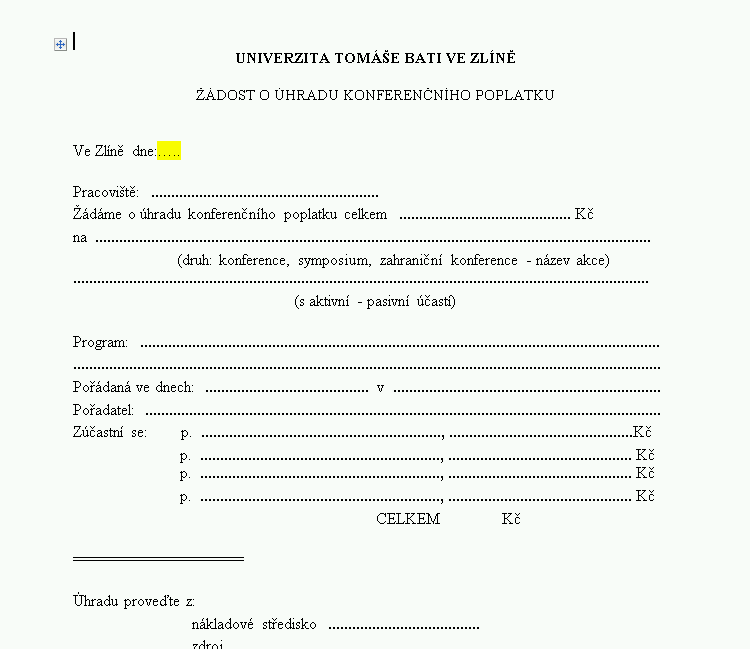 UNIVERZITA TOMÁŠE BATI VE ZLÍNĚ
ŽÁDOST O ÚHRADU KONFERENČNÍHO POPLATKU
Ve Zlíně dne:.....
Pracoviště: .........................................................
Žádáme o úhradu konferenčního poplatku celkem ........................................... Kč
na ...........................................................................................................................................
(druh: konference, symposium, zahraniční konference - název akce)
................................................................................................................................................
(s aktivní - pasivní účastí)
Program: ..................................................................................................................................
...................................................................................................................................................
Pořádaná ve dnech: ......................................... v ...................................................................
Pořadatel: .................................................................................................................................
Zúčastní se: p. ............................................................, ..............................................Kč
p. ............................................................, .............................................. Kč
p. ............................................................, .............................................. Kč
p. ............................................................, .............................................. Kč
CELKEM Kč
===================
Úhradu proveďte z:
nákladové středisko ......................................
zdroj